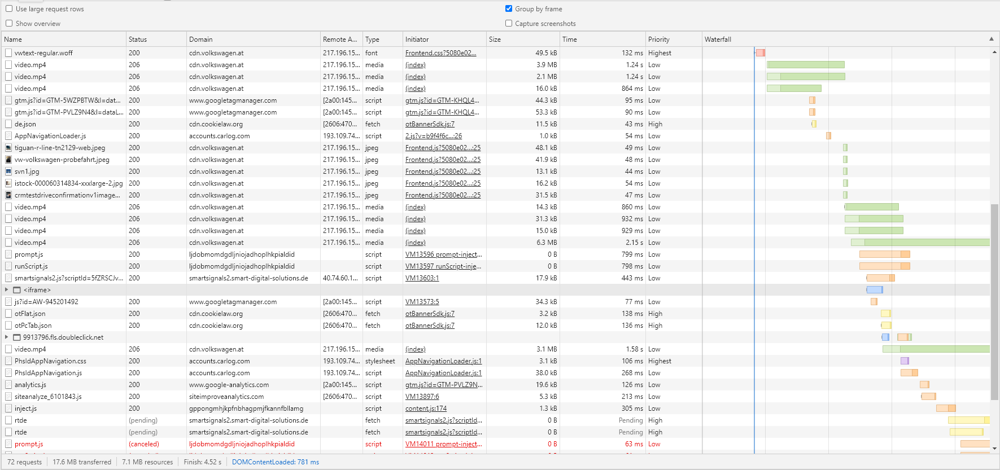 Use large request rows Group by frame
Show overview Capture screenshots
Name Status Domain Remote A... Type Initiator Size Time Priority Waterfall
vwtext-regular.woff 200 cdn.volkswagen.at 217.196.15... font Frontend.css?5080e02... 49.5 kB 132 ms Highest
video.mp4 206 cdn.volkswagen.at 217.196.15... media (index) 3.9 MB 1.24 s Low
video.mp4 206 cdn.volkswagen.at 217.196.15... media (index) 2.1 MB 1.24 s Low
video.mp4 206 cdn.volkswagen.at 217.196.15... media (index) 16.0 kB 864 ms Low
gtm.js?id=GTM-5WZPBTW&l=dat... 200 www.googletagmanager.com [2a00:145... script gtm.js?id=GTM-KHQL4... 44.3 kB 95 ms Low
gtm.js?id=GTM-PVLZ9N4&l=dataL... 200 www.googletagmanager.com [2a00:145... script gtm.js?id=GTM-KHQL4... 53.3 kB 90 ms Low
de.json 200 cdn.cookielaw.org [2606:470... fetch otBannerSdk.js:7 11.5 kB 43 ms High
AppNavigationLoader.js 200 accounts.carlog.com 193.109.74... script 2.js?v=b9f4f6c...:26 1.0 kB 54 ms Low
tiguan-r-line-tn2129-web.jpeg 200 cdn.volkswagen.at 217.196.15... jpeg Frontend.js?5080e02...:25 48.1 kB 49 ms Low
vw-volkswagen-probefahrt.jpeg 200 cdn.volkswagen.at 217.196.15... jpeg Frontend.js?5080e02...:25 41.9 kB 48 ms Low
svn1.jpg 200 cdn.volkswagen.at 217.196.15... jpeg Frontend.js?5080e02...:25 13.1 kB 44 ms Low
istock-000060314834-xxxlarge-2.jpg 200 cdn.volkswagen.at 217.196.15... jpeg Frontend.js?5080e02...:25 16.2 kB 54 ms Low
crmtestdriveconfirmationv1image... 200 cdn.volkswagen.at 217.196.15... jpeg Frontend.js?5080e02...:25 31.5 kB 47 ms Low
video.mp4 206 cdn.volkswagen.at 217.196.15... media (index) 14.3 kB 860 ms Low
video.mp4 206 cdn.volkswagen.at 217.196.15... media (index) 31.3 kB 932 ms Low
video.mp4 206 cdn.volkswagen.at 217.196.15... media (index) 15.0 kB 929 ms Low
video.mp4 206 cdn.volkswagen.at 217.196.15... media (index) 6.3 MB 2.15 s Low
prompt.js 200 ljdobmomdgdljniojadhoplhkpialdid script VM13596 prompt-inject... 0 B 799 ms Low
runScript.js 200 ljdobmomdgdljniojadhoplhkpialdid script VM13597 runScript-inje... 0 B 798 ms Low
smartsignals2.js?scriptId=5fZRSCJv... 200 smartsignals2.smart-digital-solutions.de 40.74.60.1... script VM13603:1 17.9 kB 443 ms Low
<iframe>
js?id=AW-945201492 200 www.googletagmanager.com [2a00:145... script VM13573:5 34.3 kB 77 ms Low
otFlat.json 200 cdn.cookielaw.org [2606:470... fetch otBannerSdk.js:7 3.2 kB 138 ms High
otPcTab.json 200 cdn.cookielaw.org [2606:470... fetch otBannerSdk.js:7 12.0 kB 136 ms High
9913796.fls.doubleclick.net
video.mp4 206 cdn.volkswagen.at 217.196.15... media (index) 3.1 MB 1.58 s Low
PhsIdAppNavigation.css 200 accounts.carlog.com 193.109.74... stylesheet AppNavigationLoader.js:1 3.1 kB 106 ms Highest
PhsIdAppNavigation.js 200 accounts.carlog.com 193.109.74... script AppNavigationLoader.js:1 38.0 kB 268 ms Low
analytics.js 200 www.google-analytics.com [2a00:145... script gtm.js?id=GTM-PVLZ9N... 19.6 kB 126 ms Low
siteanalyze_6101843.js 200 siteimproveanalytics.com [2606:470... script VM13897:6 5.3 kB 213 ms Low
inject.js 200 gppongmhjkpfnbhagpmjfkannfbllamg script content.js:174 1.3 kB 305 ms Low
rtde (pending) smartsignals2.smart-digital-solutions.de fetch smartsignals2.js?scriptId... 0 B Pending High
rtde (pending) smartsignals2.smart-digital-solutions.de fetch smartsignals2.js?scriptId... 0 B Pending High
prompt.js (canceled) ljdobmomdgdljniojadhoplhkpialdid script VM14011 prompt-inject... 0 B 63 ms Low
72 requests 17.6 MB transferred 7.1 MB resources Finish: 4.52 s DOMContentLoaded: 781 ms